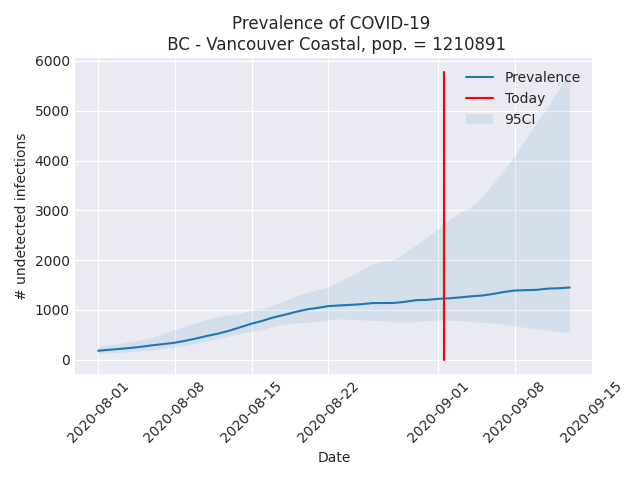 Prevalence of COVID-19
BC - Vancouver Coastal, pop. = 1210891
Prevalence
Today
95CI
# undetected infections
6000
5000
4000
3000
2000
1000
0
2020-08-01
2020-08-08
2020-08-15
2020-08-22
2020-09-01
2020-09-08
2020-09-15
Date